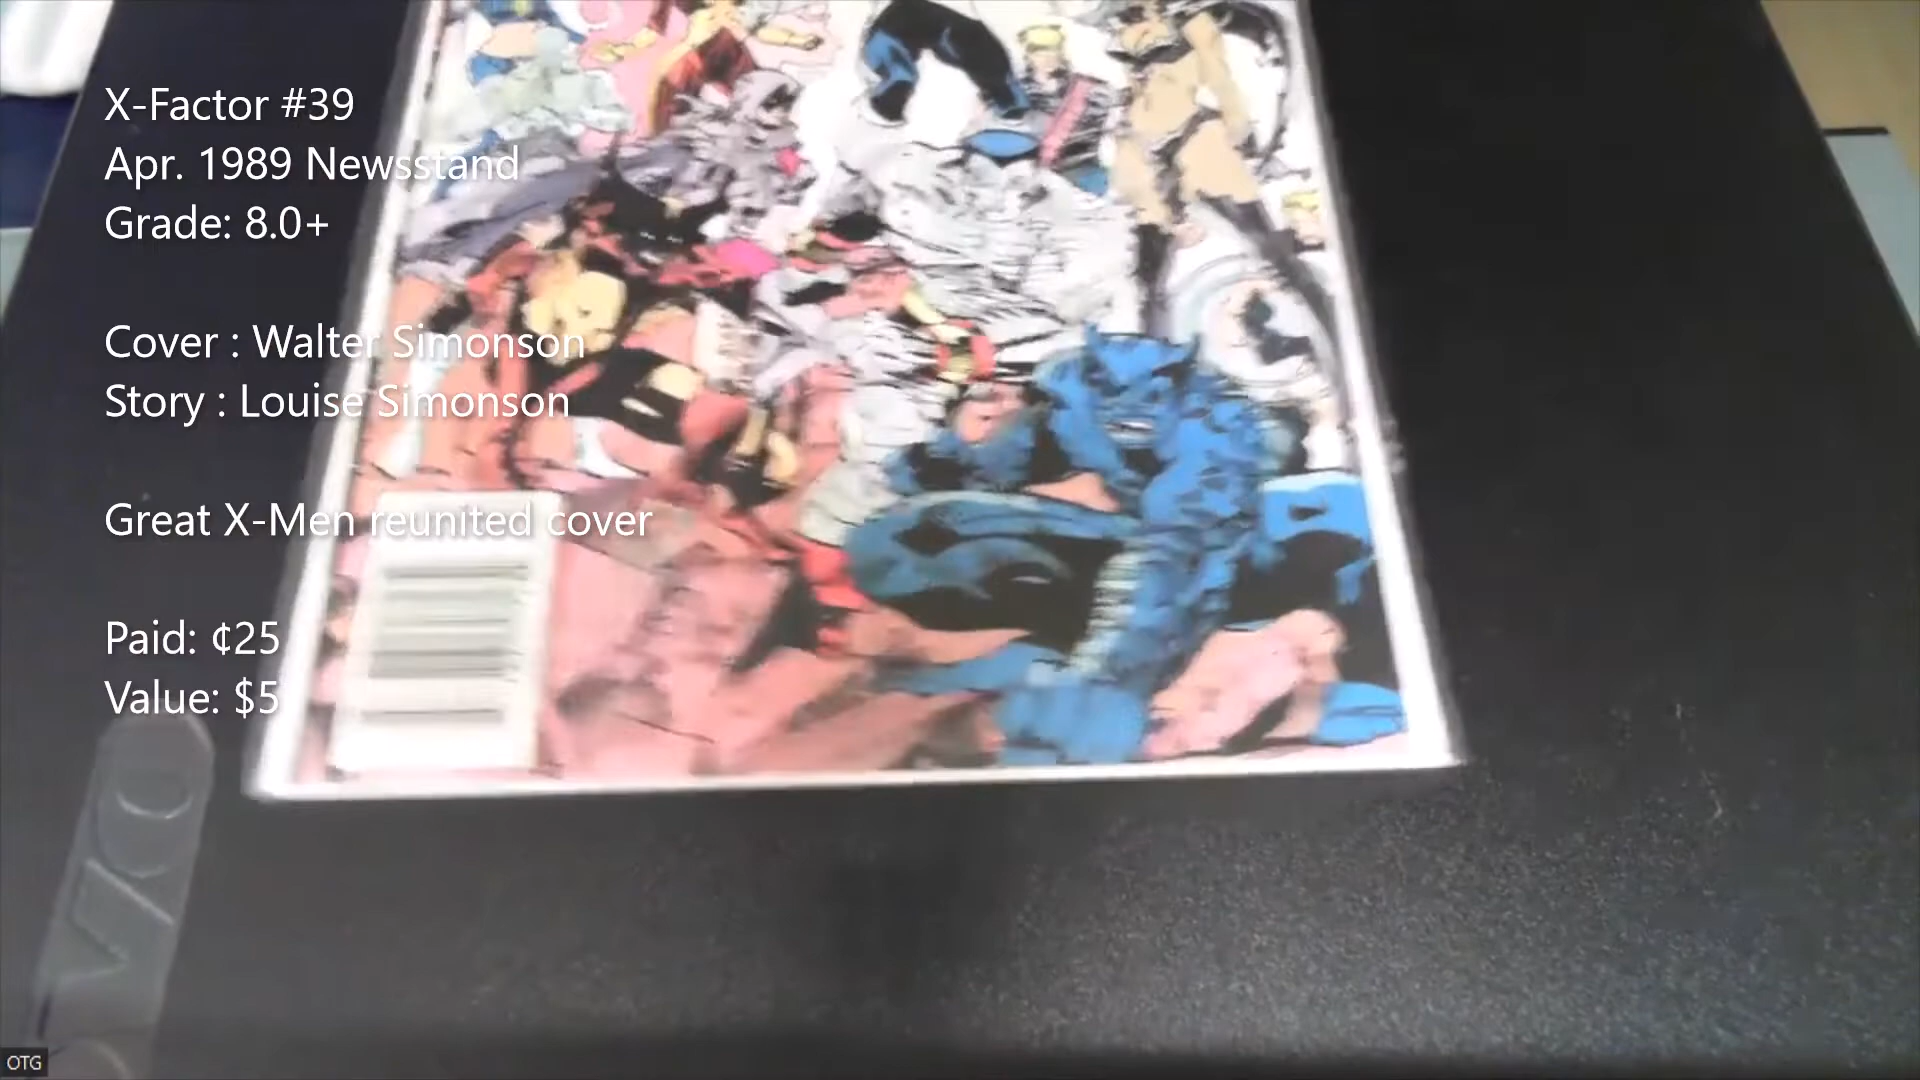 X-Factor #39
Apr. 1989 Newsstand
Grade: 8.0+
Cover : Walter Simonson
Story : Louise Simonson
Great X-Men reunited cover
Paid: ¢25
Value: $5
OTG